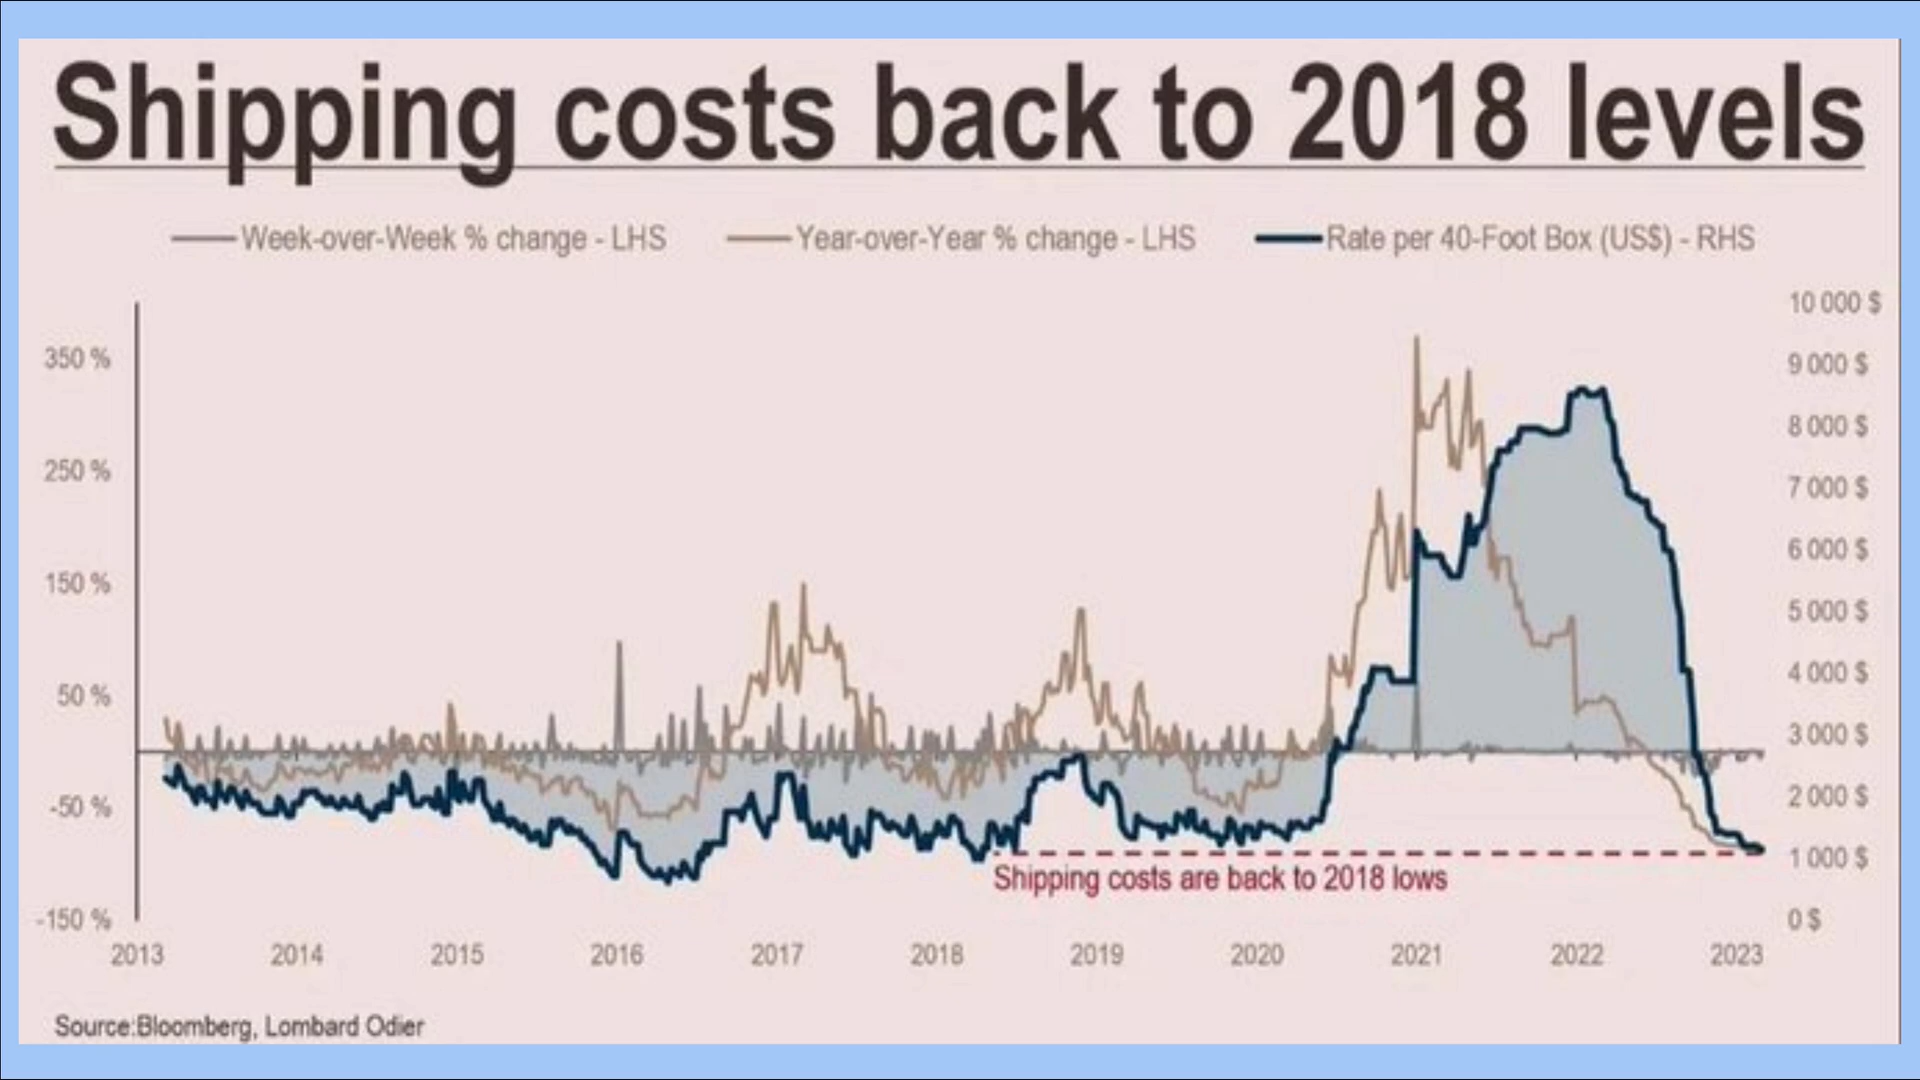 Shipping costs back to 2018 levels
Week-over-Week % change - LHS Year-over-Year % change - LHS Rate per 40-Foot Box (US$) - RHS
350 %
250 %
150 %
50 %
-50 %
-150 %
10 000 $
9 000 $
8 000 $
7 000 $
6 000 $
5 000 $
4 000 $
3 000 $
2 000 $
1 000 $
0 $
Shipping costs are back to 2018 lows
2013 2014 2015 2016 2017 2018 2019 2020 2021 2022 2023
Source:Bloomberg, Lombard Odier